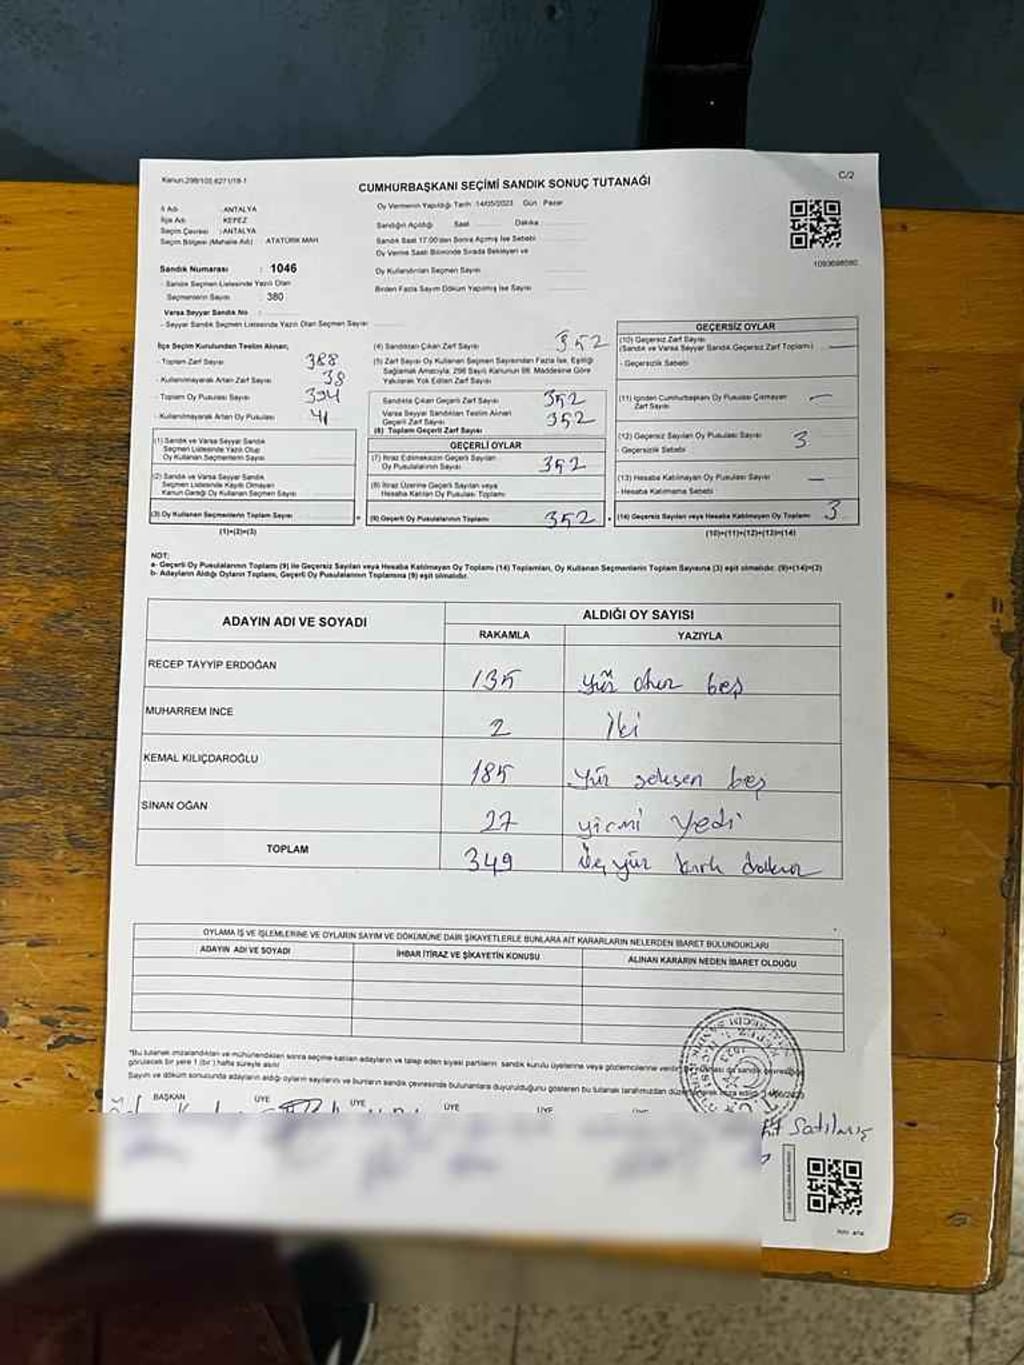 Kanun:298/103,6271/18-1
C/2
CUMHURBAŞKANI SEÇİMİ SANDIK SONUÇ TUTANAĞI
İl Adı : ANTALYA
İlçe Adı : KEPEZ
Seçim Çevresi : ANTALYA
Seçim Bölgesi (Mahalle Adı) ATATÜRK MAH
Sandık Numarası : 1046
- Sandık Seçmen Listesinde Yazılı Olan
Seçmenlerin Sayısı : 380
Varsa Seyyar Sandık No :
- Seyyar Sandık Seçmen Listesinde Yazılı Olan Seçmen Sayısı
Oy Vermenin Yapıldığı Tarih :14/05/2023 Gün : Pazar
Sandığın Açıldığı Saat Dakika :
Sandık Saat 17:00'den Sonra Açılmış İse Sebebi
Oy Verme Saati Bitiminde Sırada Bekleyen ve
Oy Kullandırılan Seçmen Sayısı
Birden Fazla Sayım Döküm Yapılmış İse Sayısı
1093698580
İlçe Seçim Kurulundan Teslim Alınan;
- Toplam Zarf Sayısı 388
- Kullanılmayarak Artan Zarf Sayısı 38
- Toplam Oy Pusulası Sayısı 394
- Kullanılmayarak Artan Oy Pusulası 41
(1) Sandık ve Varsa Seyyar Sandık
Seçmen Listesinde Yazılı Olup
Oy Kullanan Seçmenlerin Sayısı
(2) Sandık ve Varsa Seyyar Sandık
Seçmen Listesinde Kayıtlı Olmayan
Kanun Gereği Oy Kullanan Seçmen Sayısı
(3) Oy Kullanan Seçmenlerin Toplam Sayısı
(1)+(2)=(3)
(4) Sandıktan Çıkan Zarf Sayısı 352
(5) Zarf Sayısı Oy Kullanan Seçmen Sayısından Fazla İse, Eşitliği
Sağlamak Amacıyla, 298 Sayılı Kanunun 98. Maddesine Göre
Yakılarak Yok Edilen Zarf Sayısı
Sandıkta Çıkan Geçerli Zarf Sayısı 352
Varsa Seyyar Sandıktan Teslim Alınan
Geçerli Zarf Sayısı 352
(6) Toplam Geçerli Zarf Sayısı
GEÇERLİ OYLAR
(7) İtiraz Edilmeksizin Geçerli Sayılan
Oy Pusulalarının Sayısı 352
(8) İtiraz Üzerine Geçerli Sayılan veya
Hesaba Katılan Oy Pusulası Toplamı
(9) Geçerli Oy Pusulalarının Toplamı 352
GEÇERSİZ OYLAR
(10) Geçersiz Zarf Sayısı
(Sandık ve Varsa Seyyar Sandık Geçersiz Zarf Toplamı) —
- Geçersizlik Sebebi
(11) İçinden Cumhurbaşkanı Oy Pusulası Çıkmayan
Zarf Sayısı —
(12) Geçersiz Sayılan Oy Pusulası Sayısı 3
- Geçersizlik Sebebi
(13) Hesaba Katılmayan Oy Pusulası Sayısı —
- Hesaba Katılmama Sebebi
(14) Geçersiz Sayılan veya Hesaba Katılmayan Oy Toplamı 3
(10)+(11)+(12)+(13)=(14)
NOT:
a- Geçerli Oy Pusulalarının Toplamı (9) ile Geçersiz Sayılan veya Hesaba Katılmayan Oy Toplamı (14) Toplamları, Oy Kullanan Seçmenlerin Toplam Sayısına (3) eşit olmalıdır. (9)+(14)=(3)
b- Adayların Aldığı Oyların Toplamı, Geçerli Oy Pusulalarının Toplamına (9) eşit olmalıdır.
ADAYIN ADI VE SOYADI ALDIĞI OY SAYISI
RAKAMLA YAZIYLA
RECEP TAYYİP ERDOĞAN 135 yüz otuz beş
MUHARREM İNCE 2 iki
KEMAL KILIÇDAROĞLU 185 yüz seksen beş
SİNAN OĞAN 27 yirmi yedi
TOPLAM 349 üç yüz kırk dokuz
OYLAMA İŞ VE İŞLEMLERİNE VE OYLARIN SAYIM VE DÖKÜMÜNE DAİR ŞİKAYETLERLE BUNLARA AİT KARARLARIN NELERDEN İBARET BULUNDUKLARI
ADAYIN ADI VE SOYADI İHBAR İTİRAZ VE ŞİKAYETİN KONUSU ALINAN KARARIN NEDEN İBARET OLDUĞU
*Bu tutanak imzalandıktan ve mühürlendikten sonra seçime katılan adayların ve talep eden siyasi partilerin sandık kurulu üyelerine veya gözlemcilerine verilir
görülecek bir yere 1 (bir) hafta süreyle asılır
Sayım ve döküm sonucunda adayların aldığı oyların sayılarını ve bunların sandık çevresinde bulunanlara duyurulduğunu gösteren bu tutanak tarafımızdan
BAŞKAN ÜYE ÜYE ÜYE ÜYE
Satılmış